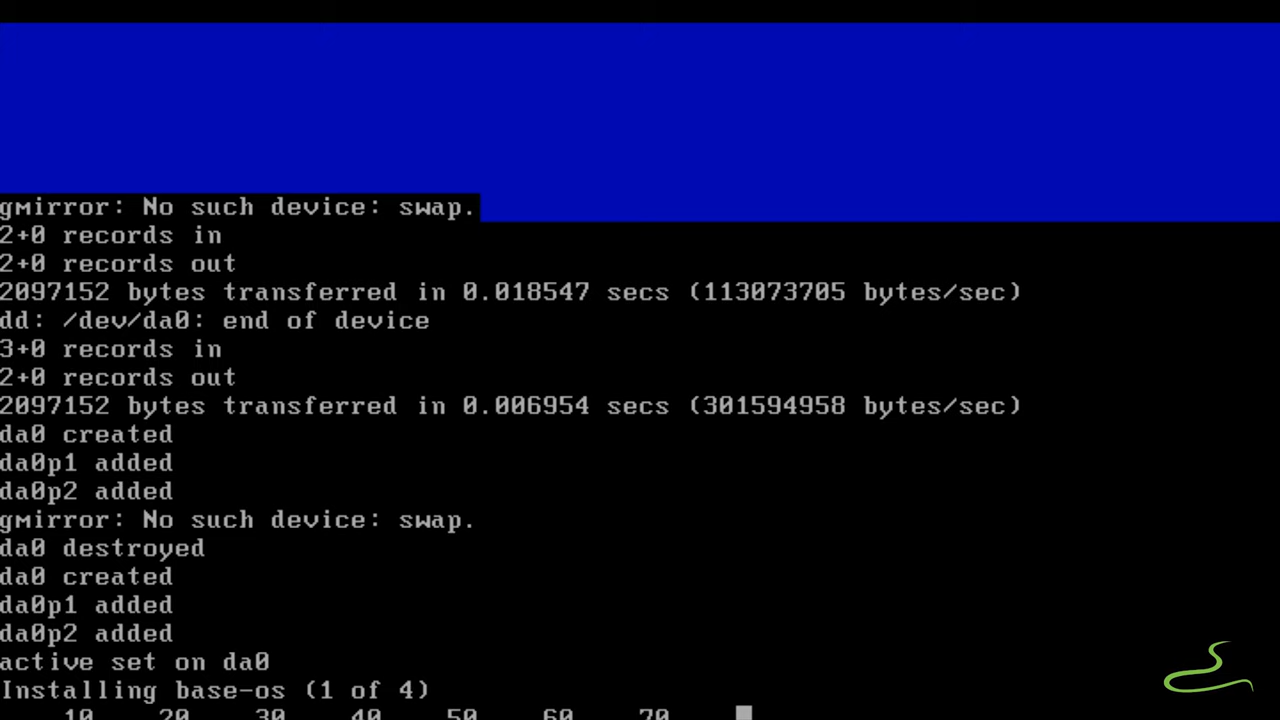 gmirror: No such device: swap.
2+0 records in
2+0 records out
2097152 bytes transferred in 0.018547 secs (113073705 bytes/sec)
dd: /dev/da0: end of device
3+0 records in
2+0 records out
2097152 bytes transferred in 0.006954 secs (301594958 bytes/sec)
da0 created
da0p1 added
da0p2 added
gmirror: No such device: swap.
da0 destroyed
da0 created
da0p1 added
da0p2 added
active set on da0
Installing base-os (1 of 4)
10 20 30 40 50 60 70